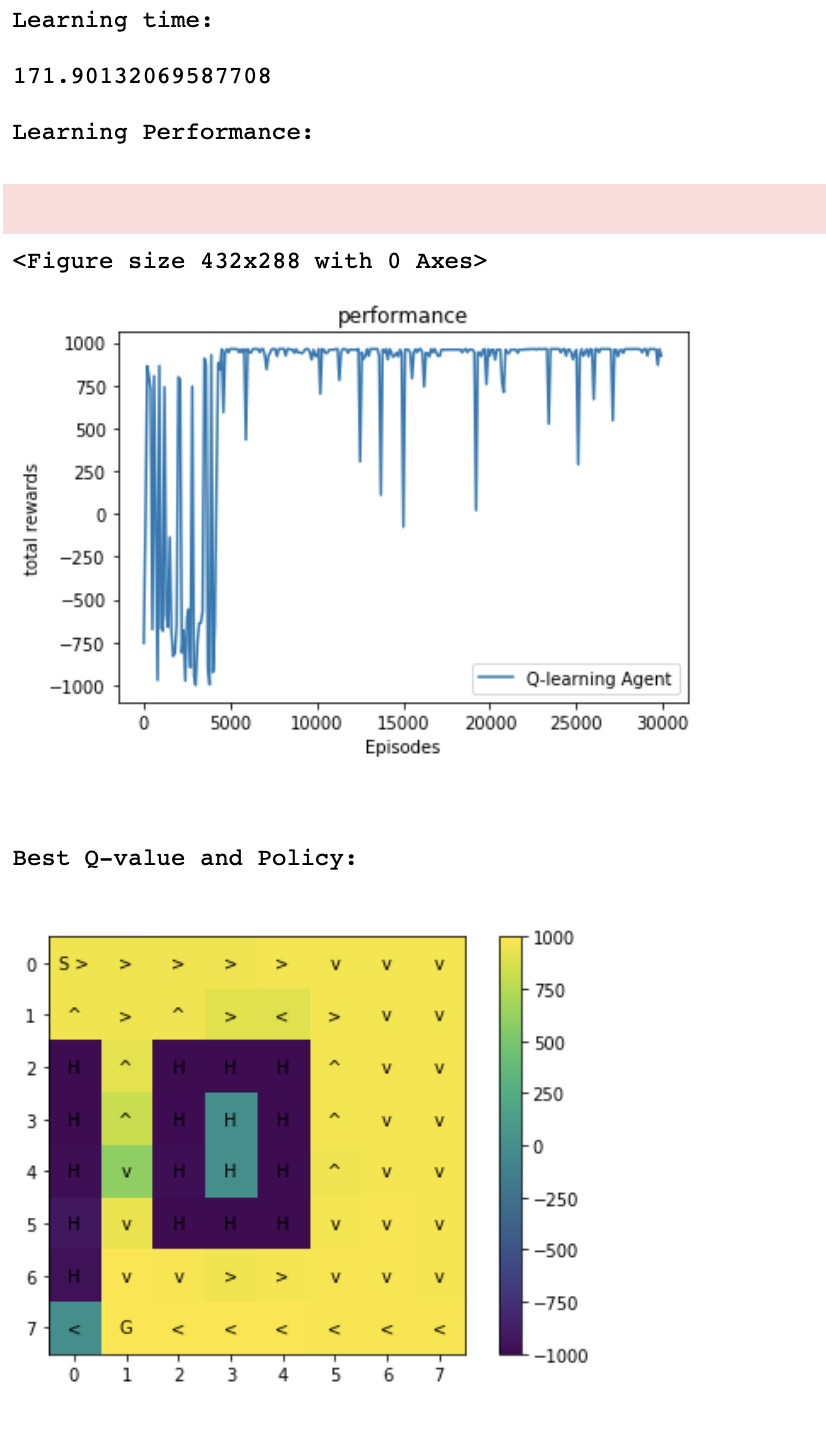 Learning time:
171.90132069587708
Learning Performance:
<Figure size 432x288 with 0 Axes>
performance
1000
750
500
250
0
−250
−500
−750
−1000
total rewards
Q-learning Agent
0 5000 10000 15000 20000 25000 30000
Episodes
Best Q-value and Policy:
0 S > > > > > v v v
1 ^ > ^ > < > v v
2 H ^ H H H ^ v v
3 H ^ H H H ^ v v
4 H v H H H ^ v v
5 H v H H H v v v
6 H v v > > v v v
7 < G < < < < < <
0 1 2 3 4 5 6 7
1000
750
500
250
0
−250
−500
−750
−1000